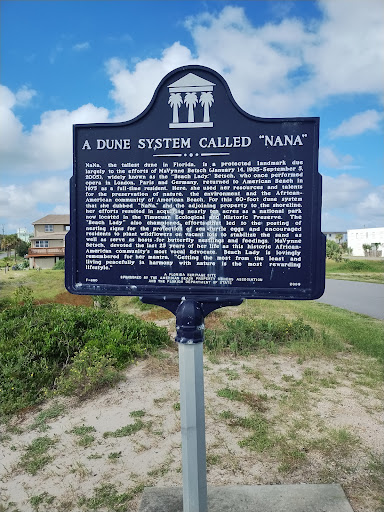 A DUNE SYSTEM CALLED "NANA"
NaNa, the tallest dune in Florida, is a protected landmark due
largely to the efforts of MaVynne Betsch (January 14, 1935-September 5,
2005), widely known as the "Beach Lady." Betsch, who once performed
opera in London, Paris and Germany, returned to American Beach in
1975 as a full-time resident. Here, she used her resources and talents
for the preservation of nature, the environment and the African-
American community of American Beach. For this 60-foot dune system
that she dubbed "NaNa," and the adjoining property to the shoreline,
her efforts resulted in acquiring nearly ten acres as a national park
now located in the Timucuan Ecological and Historic Preserve. The
"Beach Lady" also championed efforts that led to the posting of
nesting signs for the protection of sea turtle eggs and encouraged
residents to plant wildflowers on vacant lots to stabilize the sand as
well as serve as hosts for butterfly nestings and feedings. MaVynne
Betsch, devoted the last 25 years of her life as this historic African-
American community's primary spokesman. Beach Lady is lovingly
remembered for her mantra, "Getting the most from the least and
living peacefully in harmony with nature is the most rewarding
lifestyle."
FLORIDA HERITAGE SITE
SPONSORED BY THE AMERICAN BEACH PROPERTY OWNERS ASSOCIATION
AND THE FLORIDA DEPARTMENT OF STATE